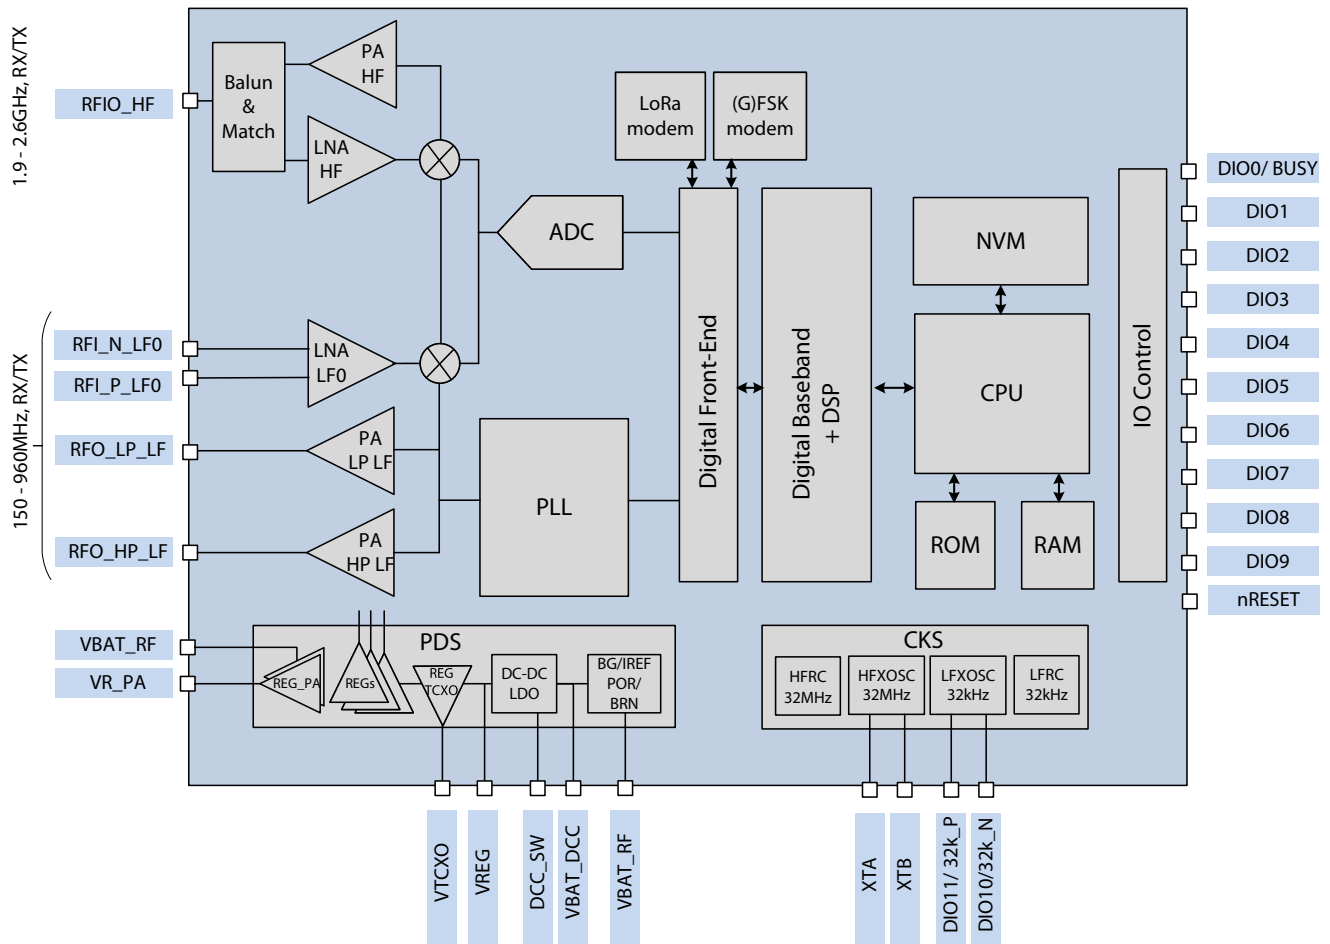 1.9 - 2.6GHz, RX/TX
RFIO_HF
Balun
&
Match
PA
HF
LNA
HF
LoRa
modem
(G)FSK
modem
ADC
150 - 960MHz, RX/TX
RFI_N_LF0
RFI_P_LF0
RFO_LP_LF
RFO_HP_LF
LNA
LF0
PA
LP LF
PA
HP LF
PLL
Digital Front-End
Digital Baseband
+ DSP
NVM
CPU
ROM
RAM
IO Control
DIO0/ BUSY
DIO1
DIO2
DIO3
DIO4
DIO5
DIO6
DIO7
DIO8
DIO9
nRESET
VBAT_RF
VR_PA
PDS
REG_PA
REGs
REG
TCXO
DC-DC
LDO
BG/IREF
POR/
BRN
CKS
HFRC
32MHz
HFXOSC
32MHz
LFXOSC
32kHz
LFRC
32kHz
VTCXO
VREG
DCC_SW
VBAT_DCC
VBAT_RF
XTA
XTB
DIO11/ 32k_P
DIO10/32k_N